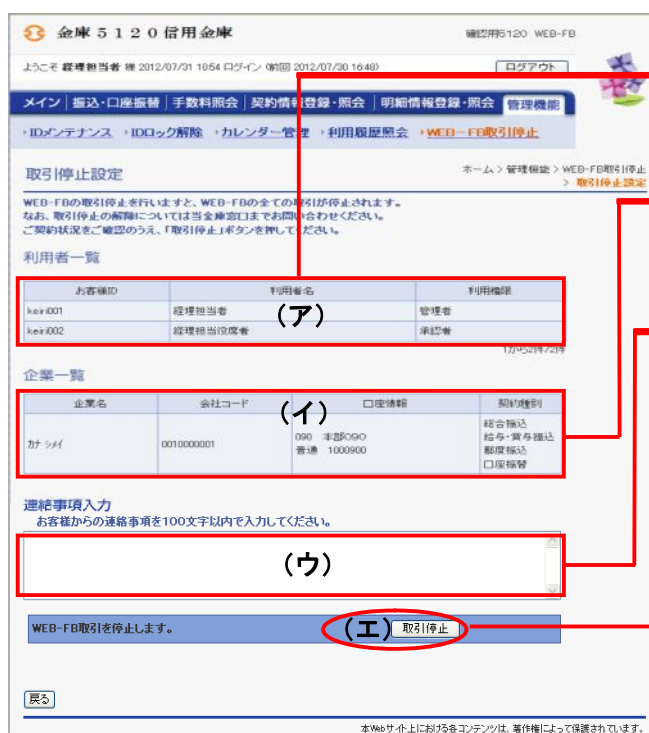 金庫５１２０信用金庫
確認用5120 WEB-FB
ようこそ 経理担当者 様 2012/07/31 10:54 ログイン (前回 2012/07/30 16:48)
ログアウト
メイン 振込・口座振替 手数料照会 契約情報登録・照会 明細情報登録・照会 管理機能
IDメンテナンス IDロック解除 カレンダー管理 利用履歴照会 WEB－FB取引停止
取引停止設定
ホーム > 管理機能 > WEB-FB取引停止
> 取引停止設定
WEB-FBの取引停止を行いますと、WEB-FBの全ての取引が停止されます。
なお、取引停止の解除については当金庫窓口までお問い合わせください。
ご契約状況をご確認のうえ、「取引停止」ボタンを押してください。
利用者一覧
お客様ID 利用者名 利用権限
keiri001 経理担当者 管理者
keiri002 経理担当役席者 承認者
（ア）
1から2件/2件
企業一覧
企業名 会社コード 口座情報 契約種別
（イ）
カナ シメイ 0010000001 090 本部090 総合振込
普通 1000900 給与・賞与振込
都度振込
口座振替
連絡事項入力
お客様からの連絡事項を100文字以内で入力してください。
（ウ）
WEB-FB取引を停止します。 （エ） 取引停止
戻る
本Webサイト上における各コンテンツは、著作権によって保護されています。